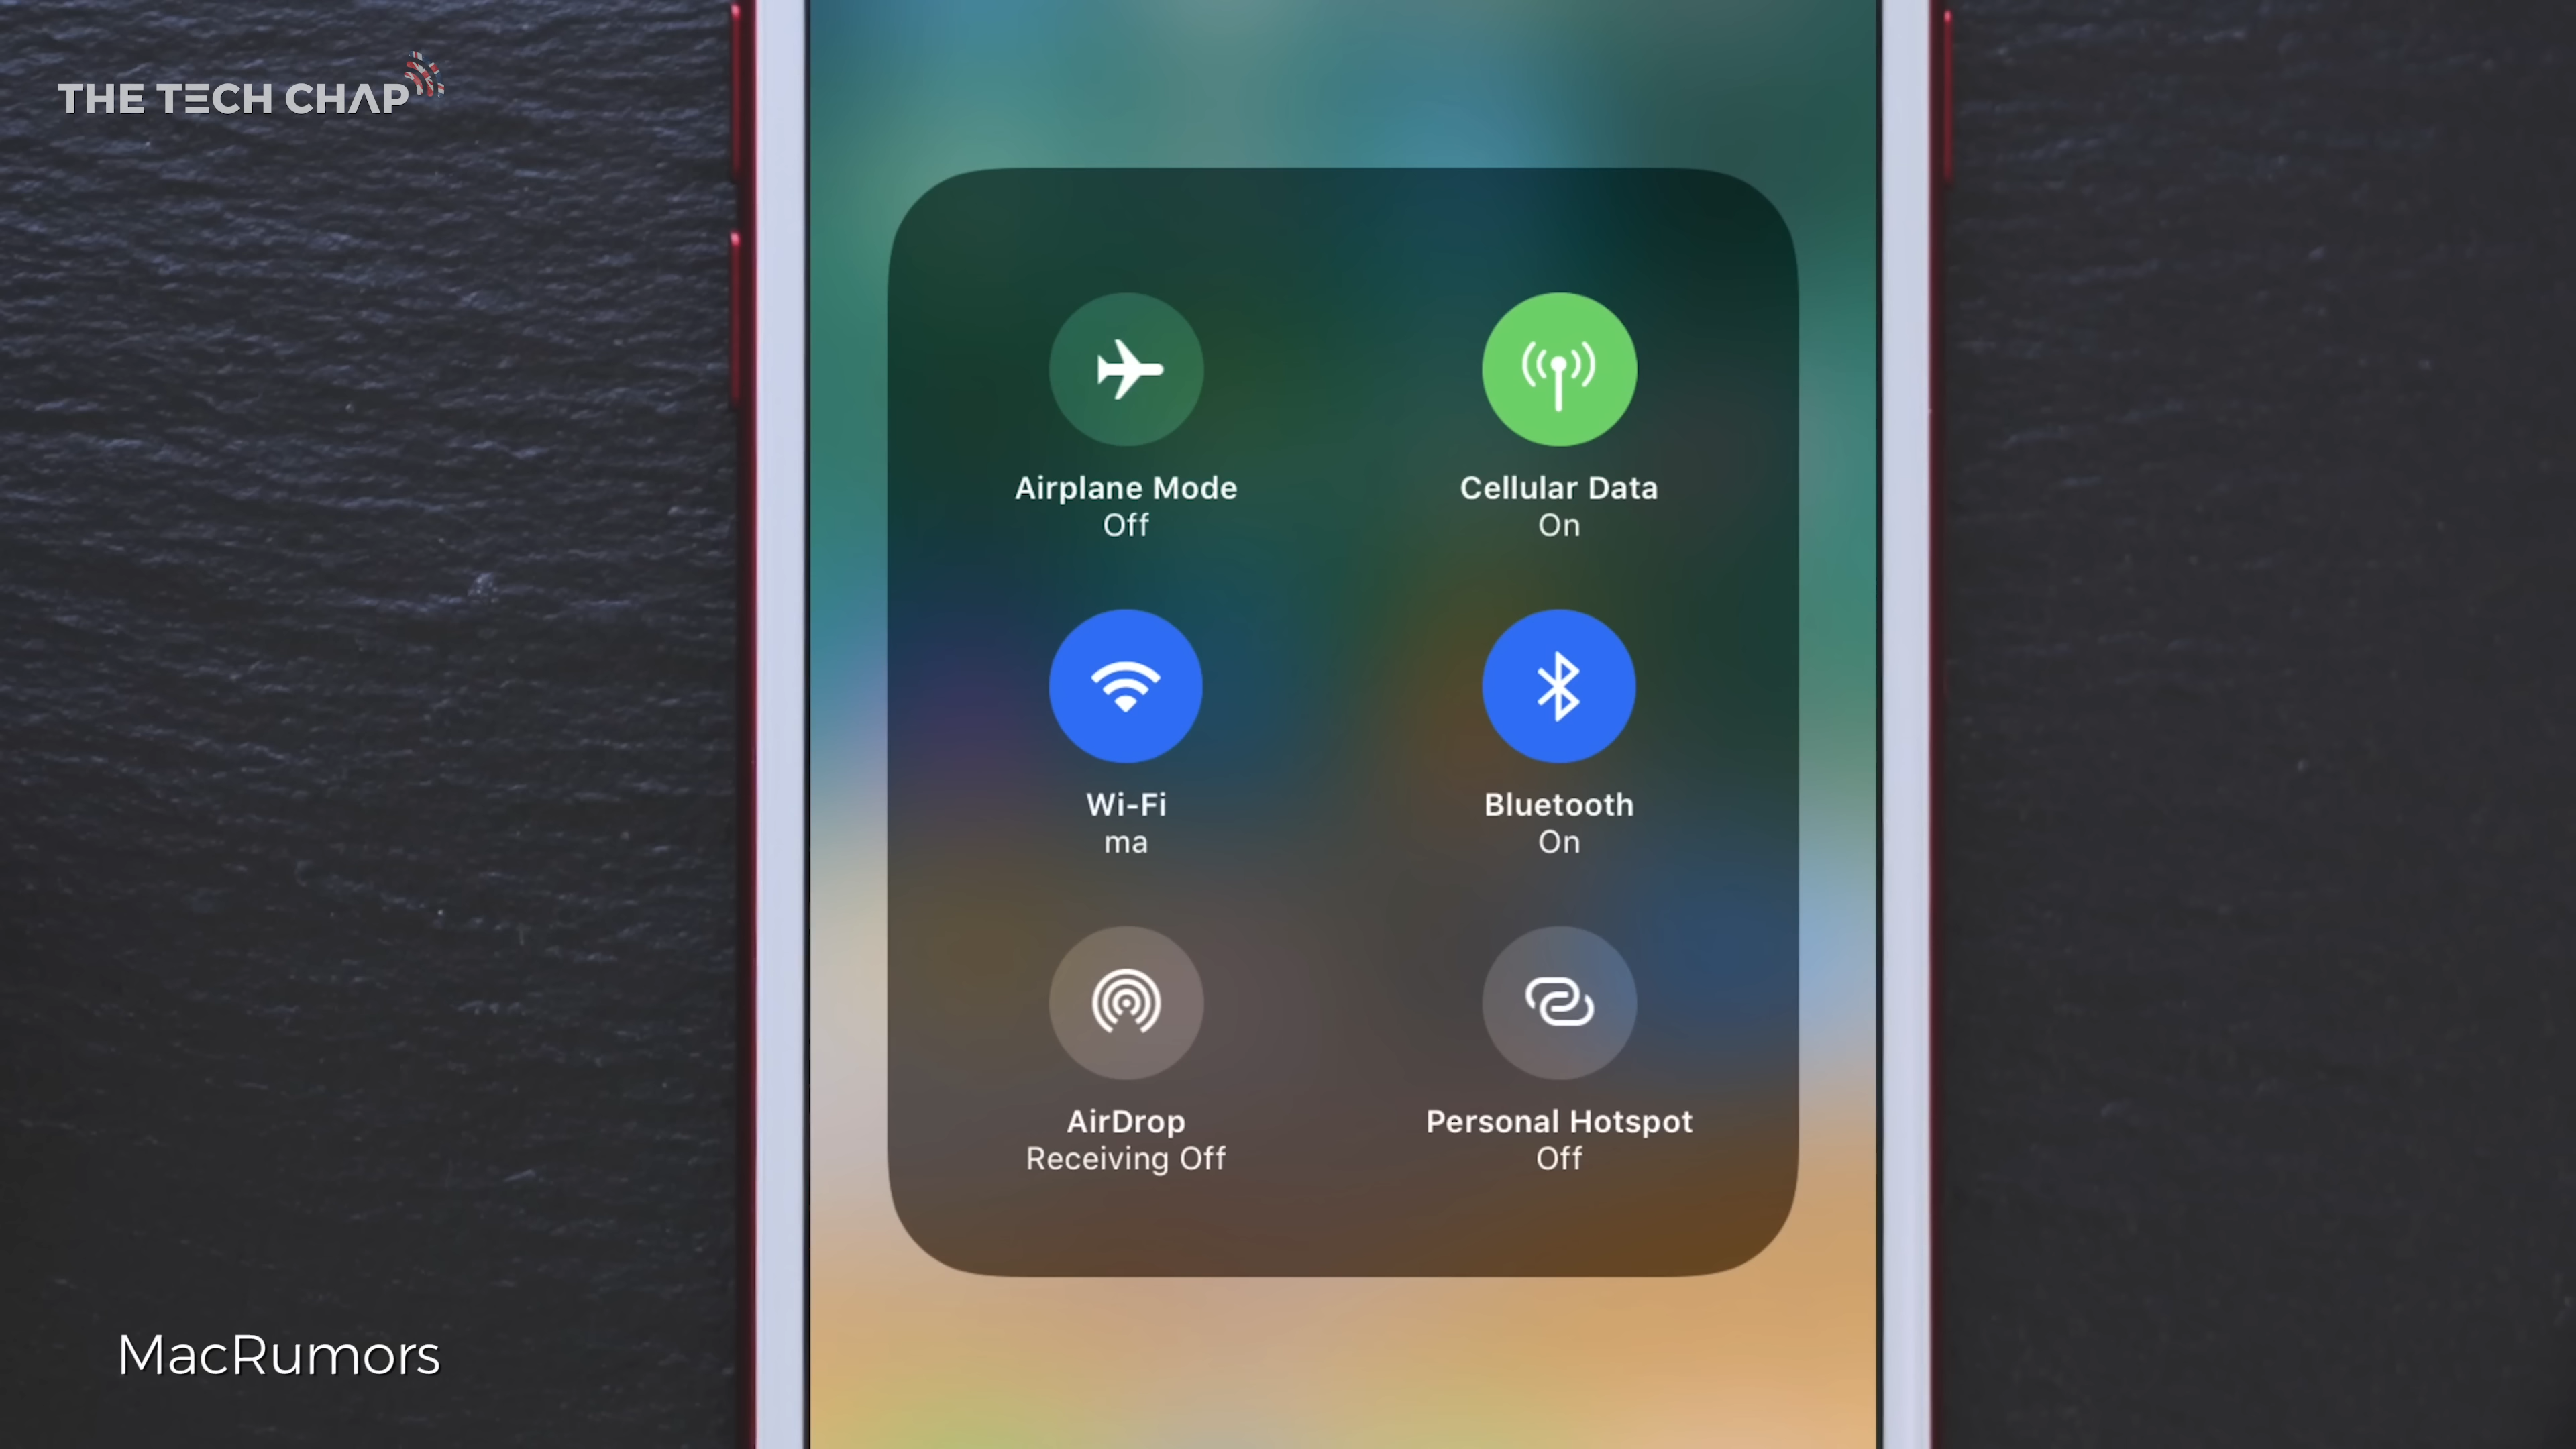 THE TECH CHAP
Airplane Mode
Off
Cellular Data
On
Wi-Fi
ma
Bluetooth
On
AirDrop
Receiving Off
Personal Hotspot
Off
MacRumors